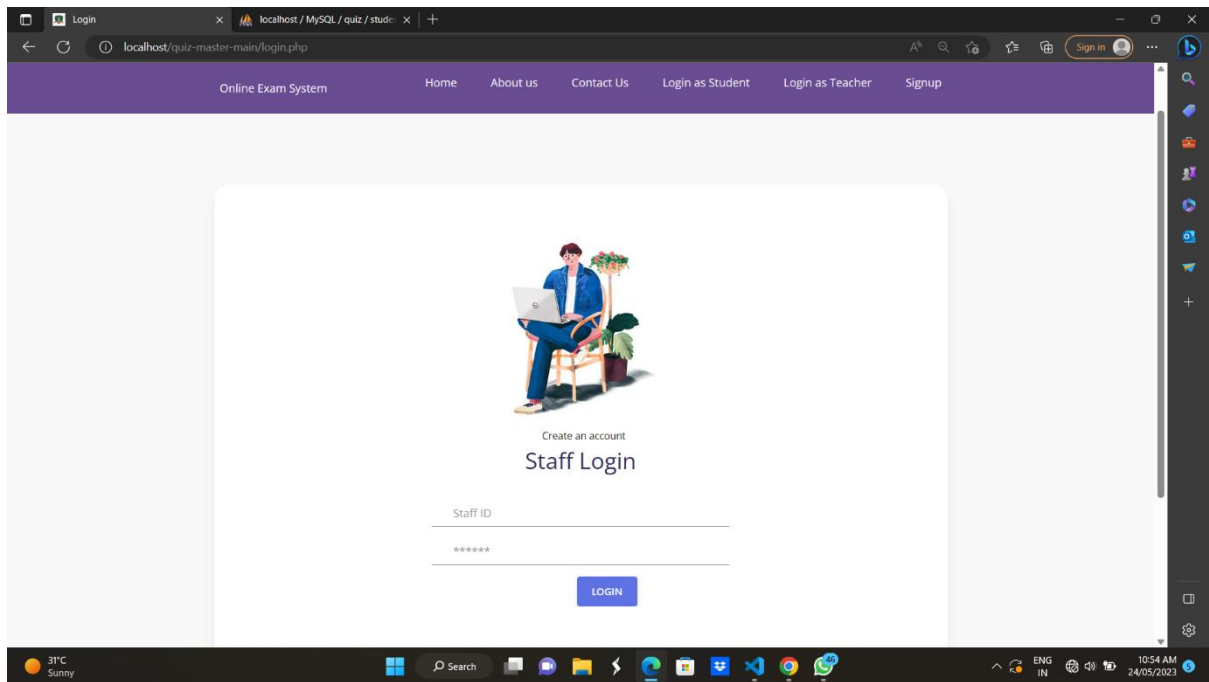 Login
localhost / MySQL / quiz / stude
localhost/quiz-master-main/login.php
Sign in
Online Exam System
Home
About us
Contact Us
Login as Student
Login as Teacher
Signup
Create an account
Staff Login
Staff ID
******
LOGIN
31°C
Sunny
Search
46
ENG
IN
10:54 AM
24/05/2023
5